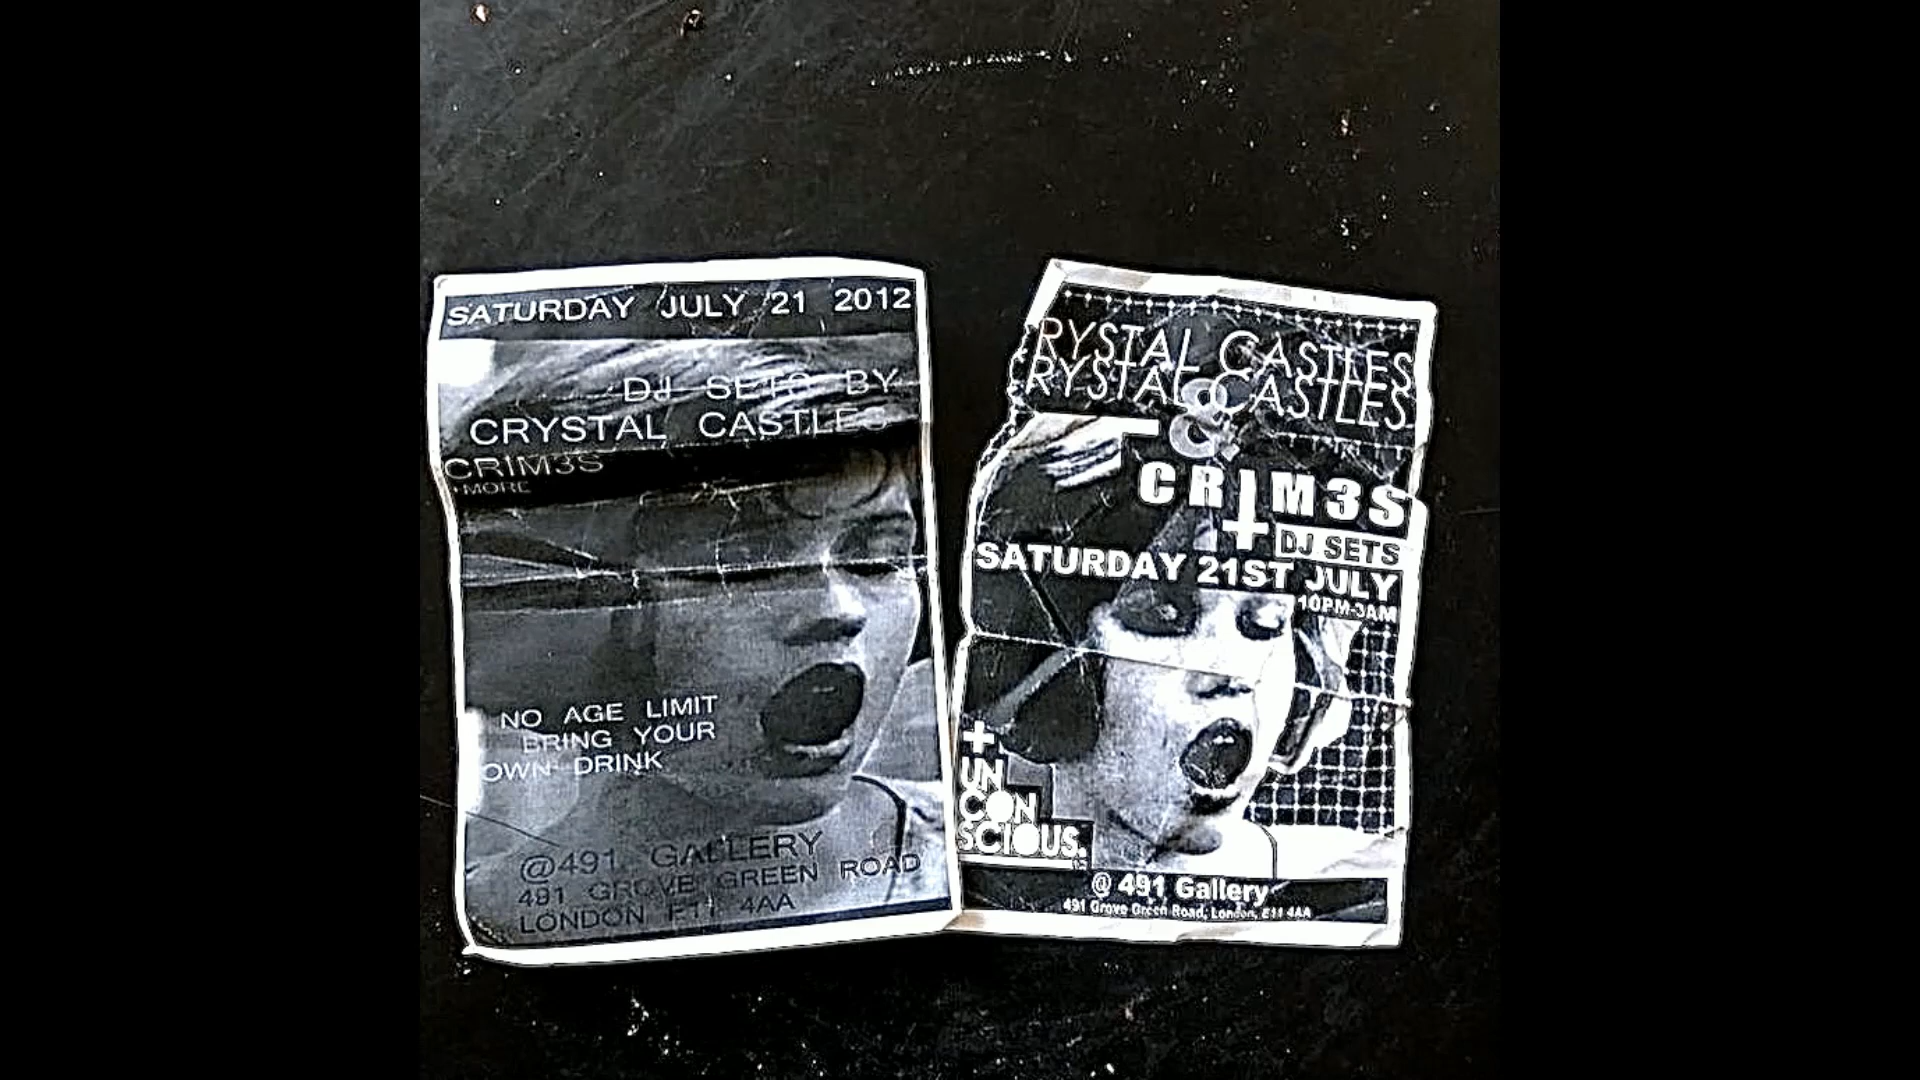 SATURDAY JULY 21 2012
DJ SETS BY
CRYSTAL CASTLES
CRIM3S
+MORE
NO AGE LIMIT
BRING YOUR
OWN DRINK
@491 GALLERY
491 GROVE GREEN ROAD
LONDON E11 4AA
RYSTAL CASTLES
RYSTAL CASTLES
&
CRIM3S
DJ SETS
SATURDAY 21ST JULY
10PM-3AM
+
UN
CON
SCIOUS.
@ 491 Gallery
491 Grove Green Road, London, E11 4AA